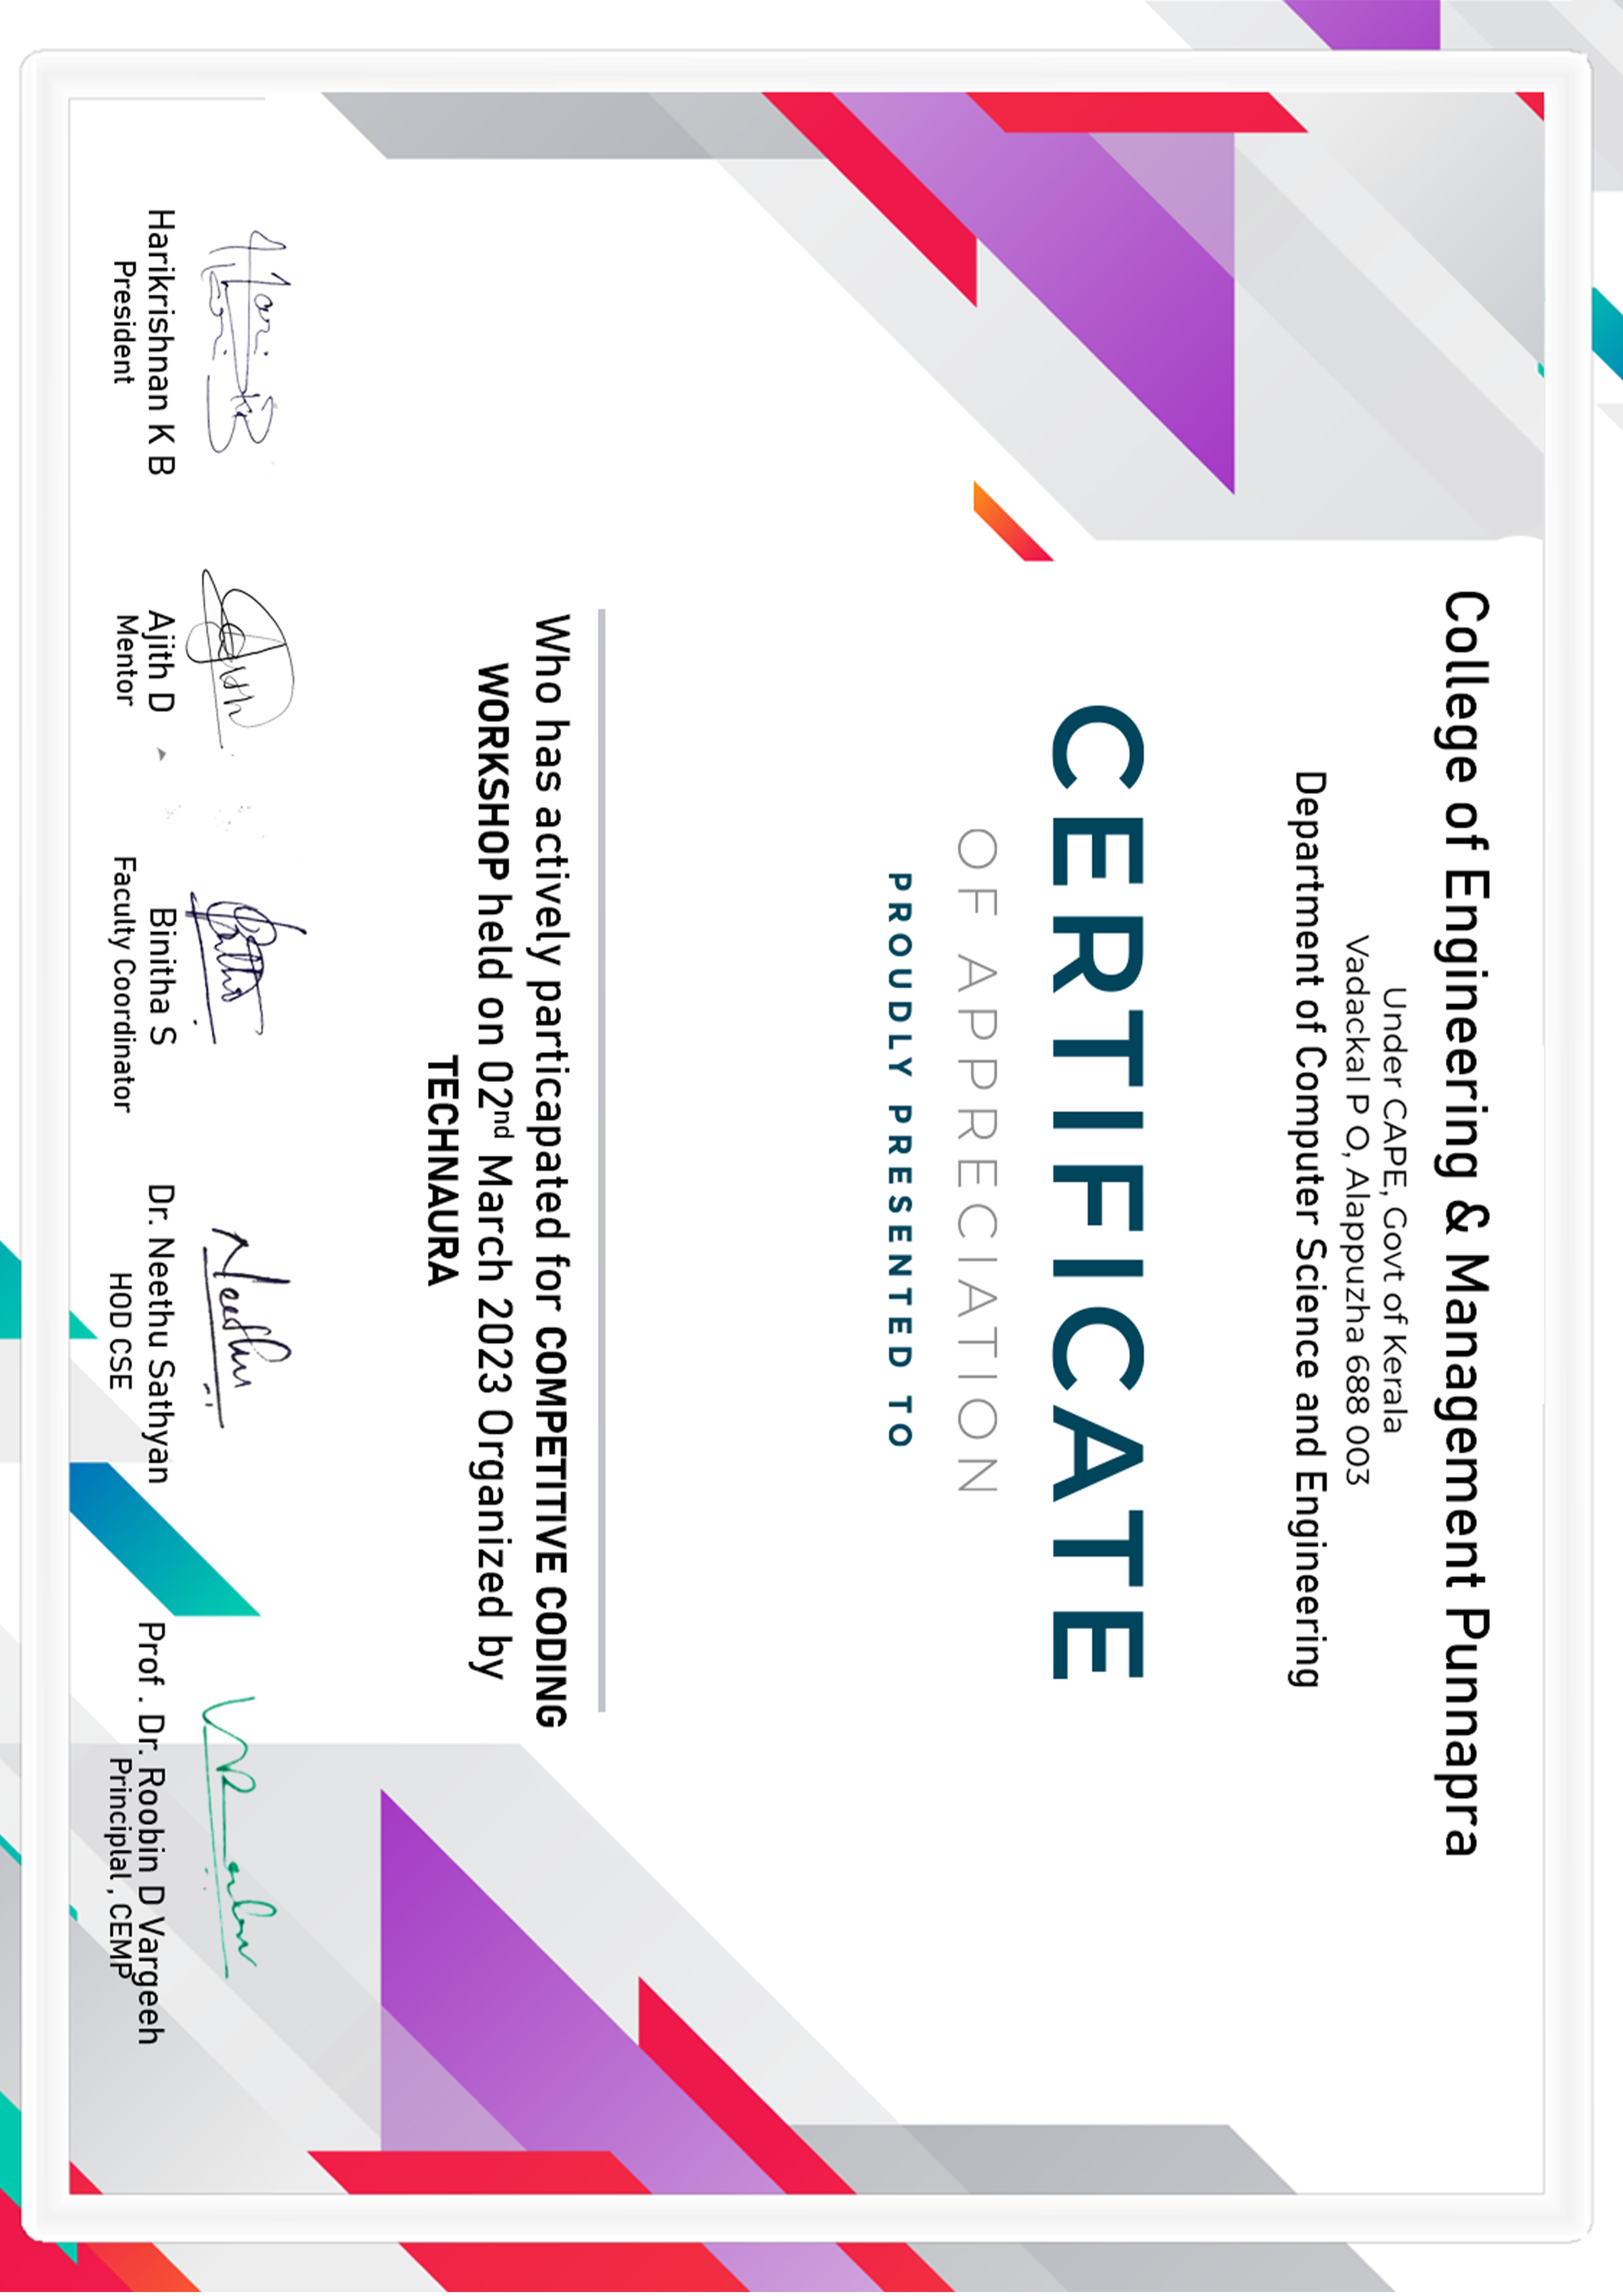 College of Engineering & Management Punnapra
Under CAPE, Govt of Kerala
Vadackal P O, Alappuzha 688 003
Department of Computer Science and Engineering
CERTIFICATE
OF APPRECIATION
PROUDLY PRESENTED TO
Who has actively particapated for COMPETITIVE CODING
WORKSHOP held on 02nd March 2023 Organized by
TECHNAURA
Harikrishnan K B
President
Ajith D
Mentor
Binitha S
Faculty Coordinator
Dr. Neethu Sathyan
HOD CSE
Prof . Dr. Roobin D Vargeeh
Principlal , CEMP